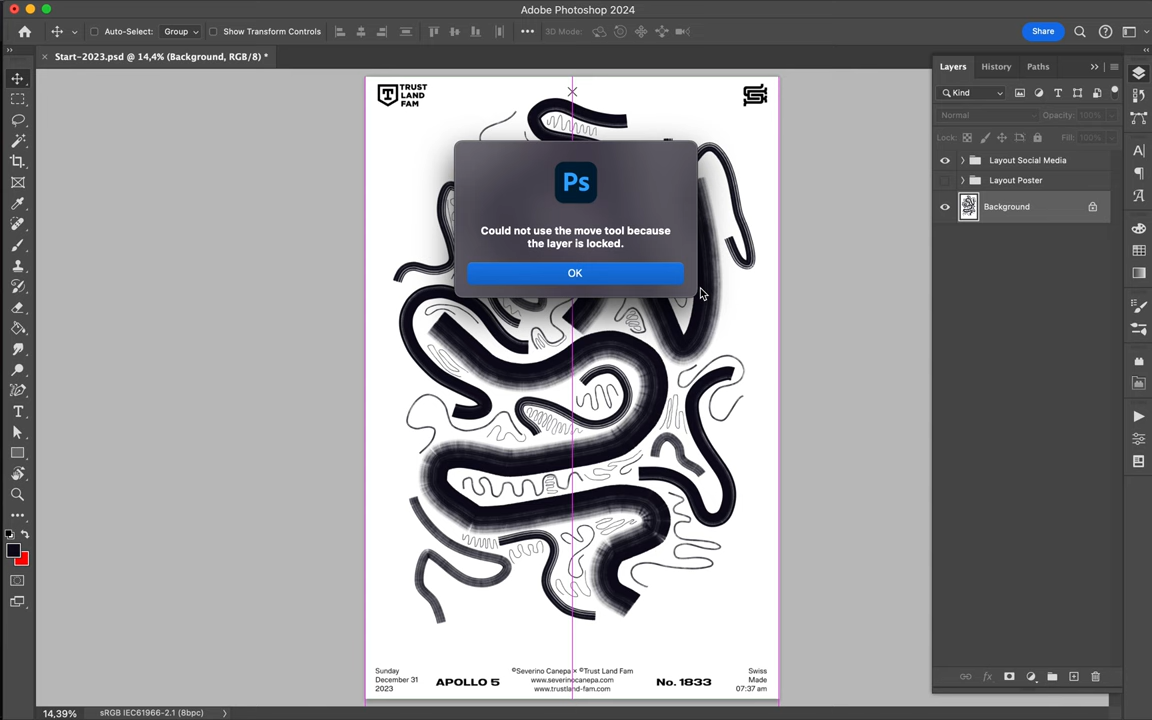 Adobe Photoshop 2024
Auto-Select: Group
Show Transform Controls
3D Mode:
Share
Start-2023.psd @ 14,4% (Background, RGB/8) *
Layers History Paths
Kind
Normal Opacity: 100%
Lock: Fill: 100%
Layout Social Media
Layout Poster
Background
TRUST
LAND
FAM
Ps
Could not use the move tool because
the layer is locked.
OK
Sunday
December 31
2023
APOLLO 5
©Severino Canepa × ©Trust Land Fam
www.severinocanepa.com
www.trustland-fam.com
No. 1833
Swiss
Made
07:37 am
14,39% sRGB IEC61966-2.1 (8bpc)